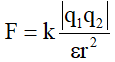 F = k |q₁q₂| / εr²